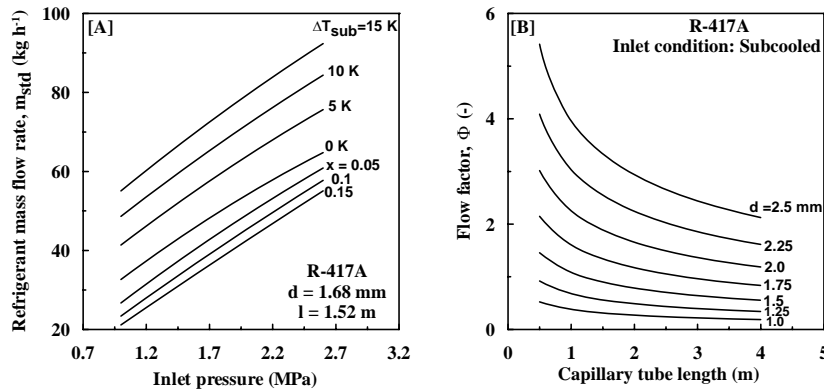 [A]
ΔTsub=15 K
10 K
5 K
0 K
x = 0.05
0.1
0.15
R-417A
d = 1.68 mm
l = 1.52 m
100
80
60
40
20
0.7
1.2
1.7
2.2
2.7
3.2
Inlet pressure (MPa)
Refrigerant mass flow rate, mstd (kg h-1)
[B]
R-417A
Inlet condition: Subcooled
d =2.5 mm
2.25
2.0
1.75
1.5
1.25
1.0
6
4
2
0
0
1
2
3
4
5
Capillary tube length (m)
Flow factor, Φ (-)